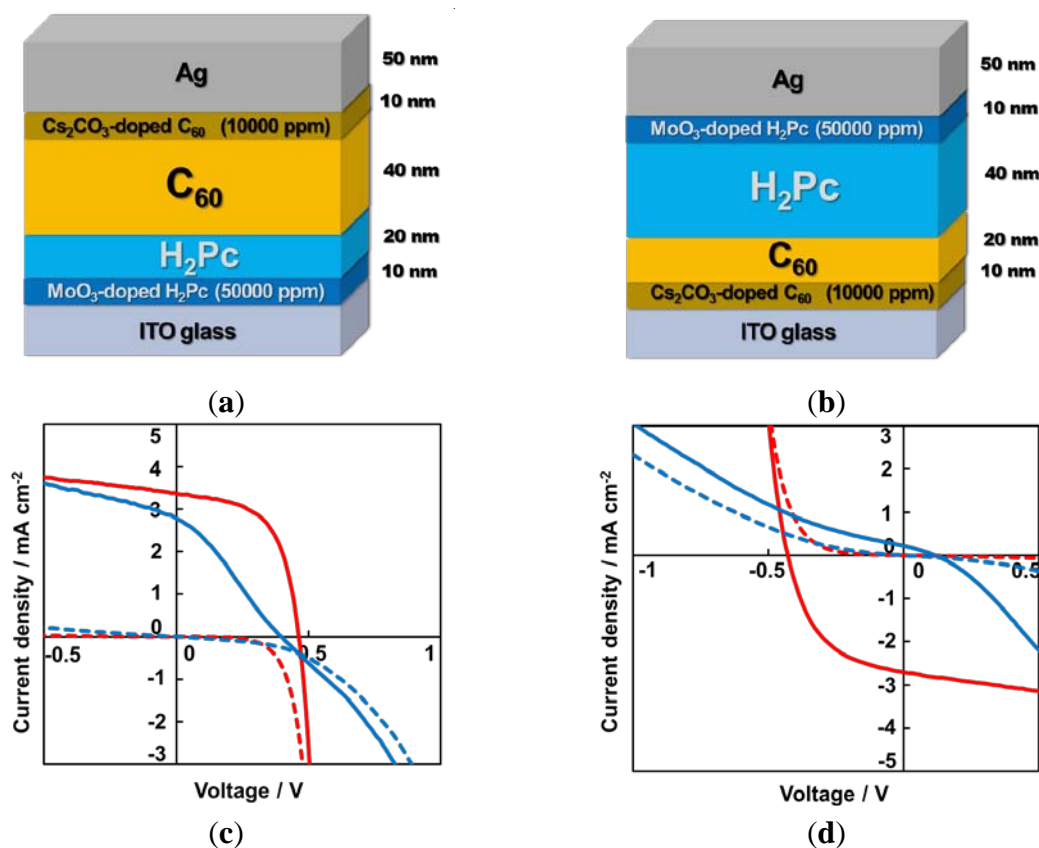 Ag
Cs₂CO₃-doped C₆₀ (10000 ppm)
C₆₀
H₂Pc
MoO₃-doped H₂Pc (50000 ppm)
ITO glass
50 nm
10 nm
40 nm
20 nm
10 nm
(a)
Ag
MoO₃-doped H₂Pc (50000 ppm)
H₂Pc
C₆₀
Cs₂CO₃-doped C₆₀ (10000 ppm)
ITO glass
50 nm
10 nm
40 nm
20 nm
10 nm
(b)
Current density / mA cm⁻²
5
4
3
2
1
0
-1
-2
-3
-0.5
0
0.5
1
Voltage / V
(c)
Current density / mA cm⁻²
3
2
1
0
-1
-2
-3
-4
-5
-1
-0.5
0
0.5
Voltage / V
(d)